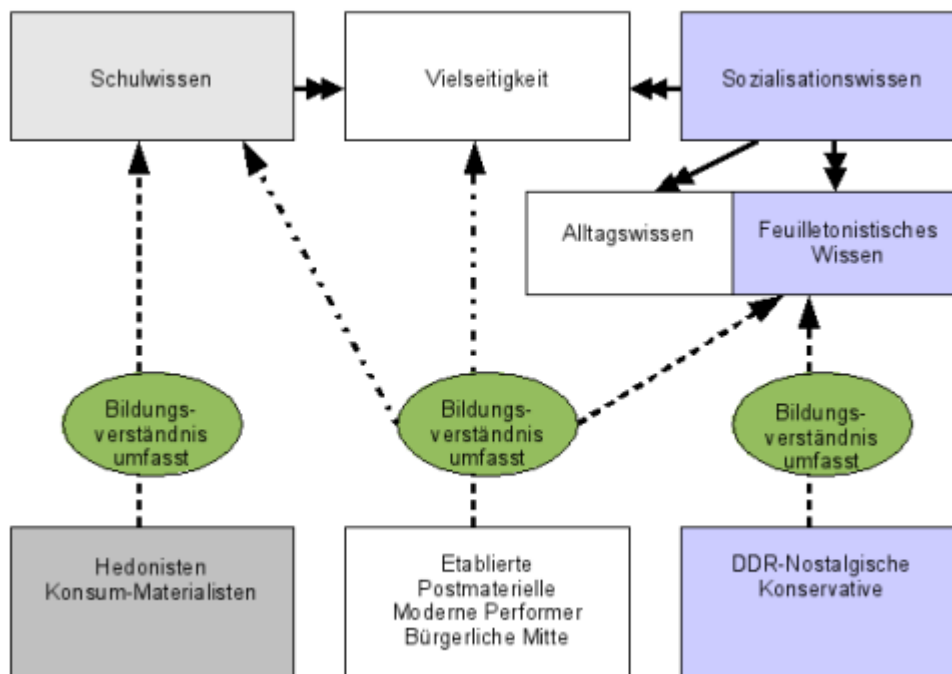 Schulwissen
Vielseitigkeit
Sozialisationswissen
Alltagswissen
Feuilletonistisches
Wissen
Bildungs-
verständnis
umfasst
Bildungs-
verständnis
umfasst
Bildungs-
verständnis
umfasst
Hedonisten
Konsum-Materialisten
Etablierte
Postmaterielle
Moderne Performer
Bürgerliche Mitte
DDR-Nostalgische
Konservative